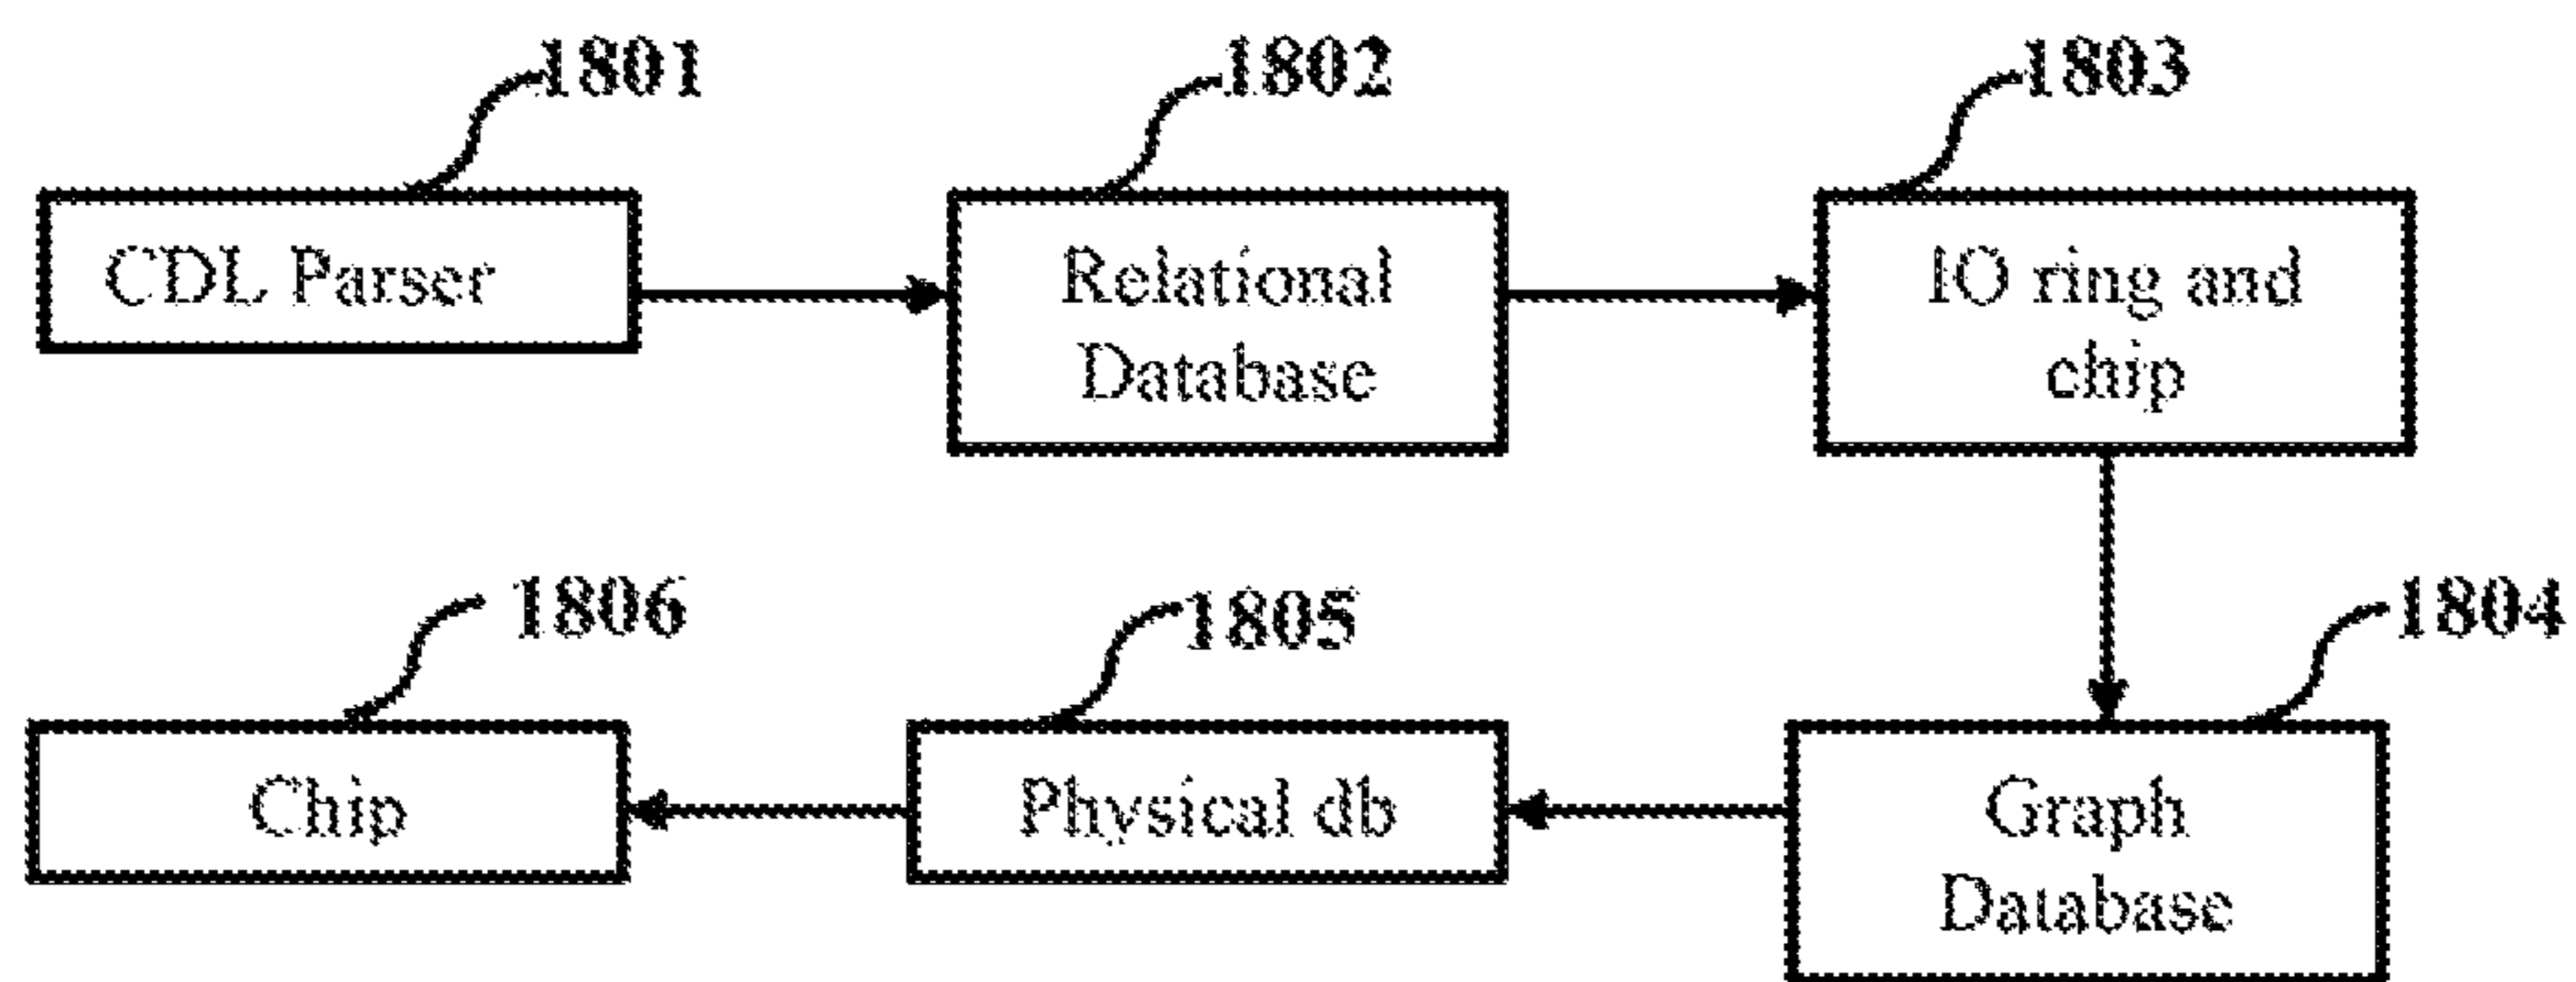 1801
1802
1803
CDL Parser
Relational
Database
IO ring and
chip
1806
1805
1804
Chip
Physical db
Graph
Database